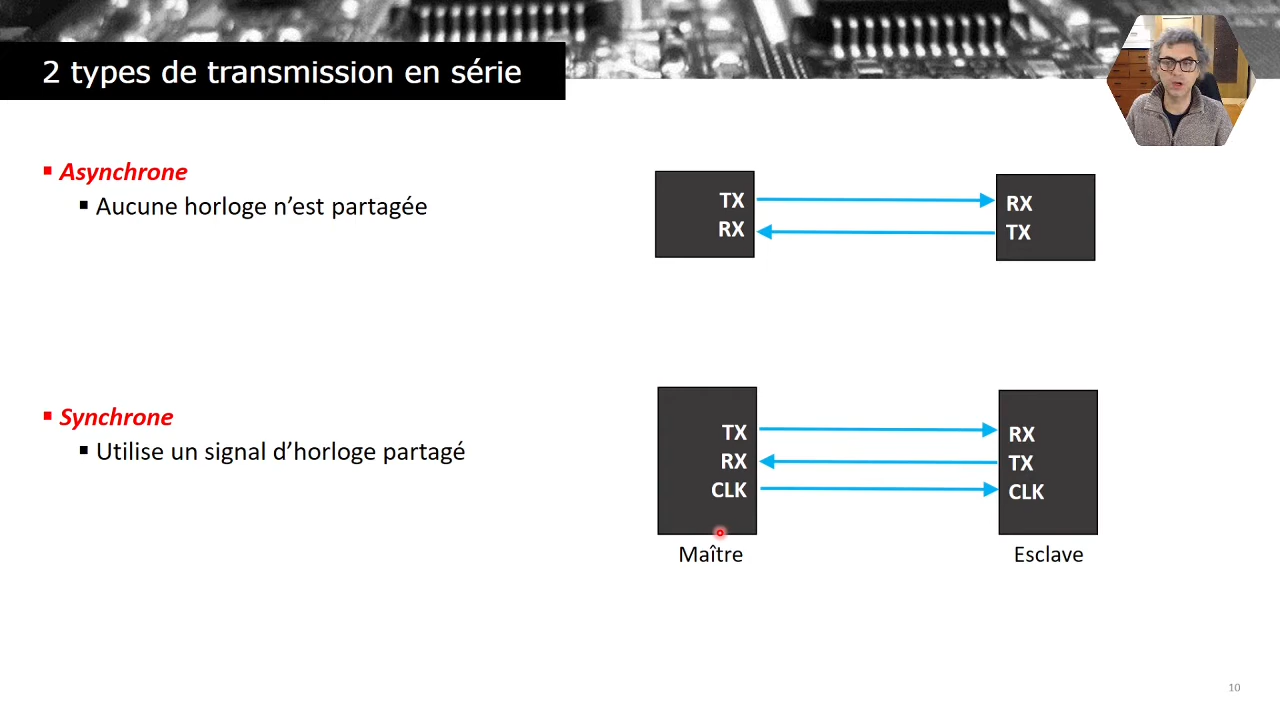 2 types de transmission en série
▪ Asynchrone
▪ Aucune horloge n’est partagée
TX
RX
RX
TX
▪ Synchrone
▪ Utilise un signal d’horloge partagé
TX
RX
CLK
RX
TX
CLK
Maître
Esclave
10